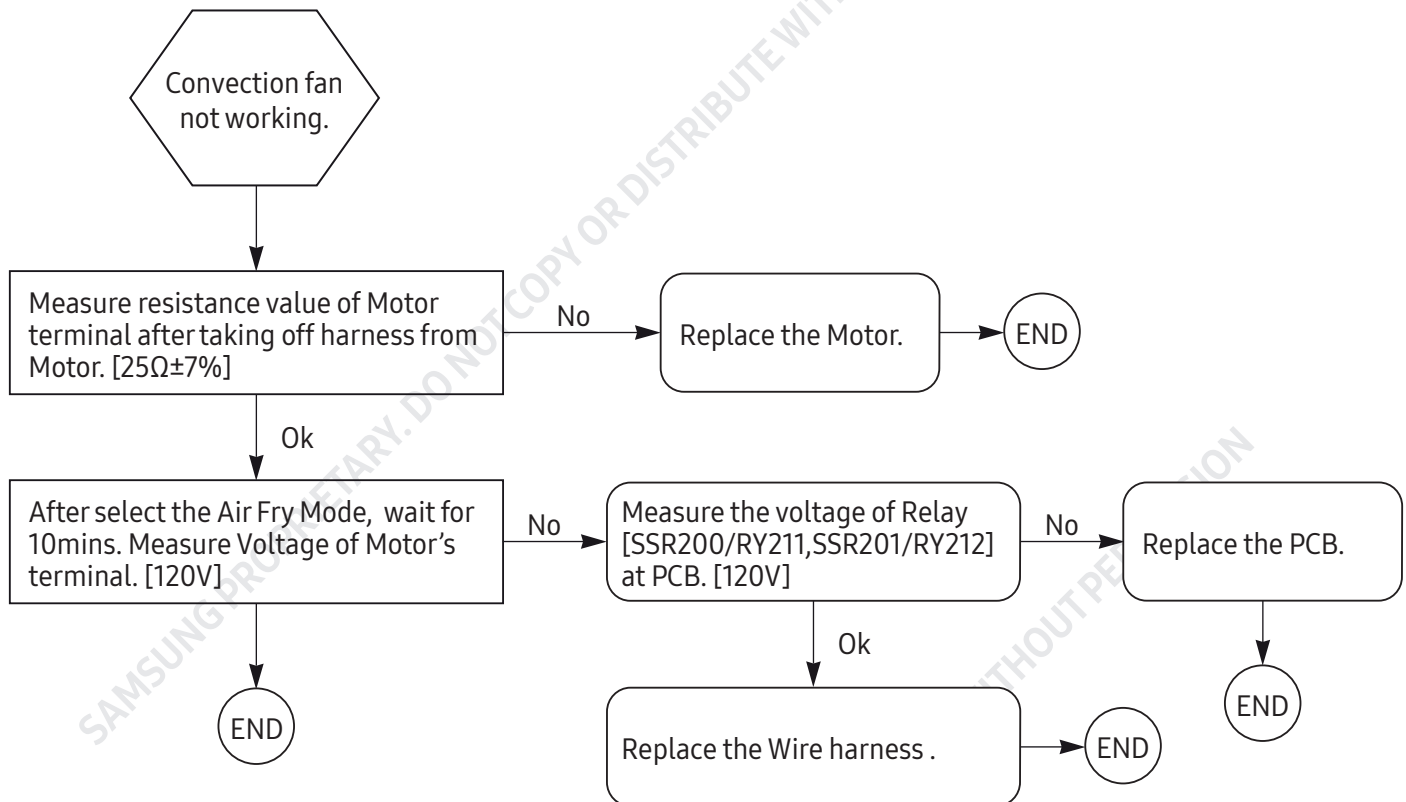 Convection fan
not working.
Measure resistance value of Motor
terminal after taking off harness from
Motor. [25Ω±7%]
No
Replace the Motor.
END
Ok
After select the Air Fry Mode, wait for
10mins. Measure Voltage of Motor's
terminal. [120V]
No
Measure the voltage of Relay
[SSR200/RY211,SSR201/RY212]
at PCB. [120V]
No
Replace the PCB.
Ok
END
END
Replace the Wire harness .
END
SAMSUNG PROPRIETARY. DO NOT COPY OR DISTRIBUTE WITH